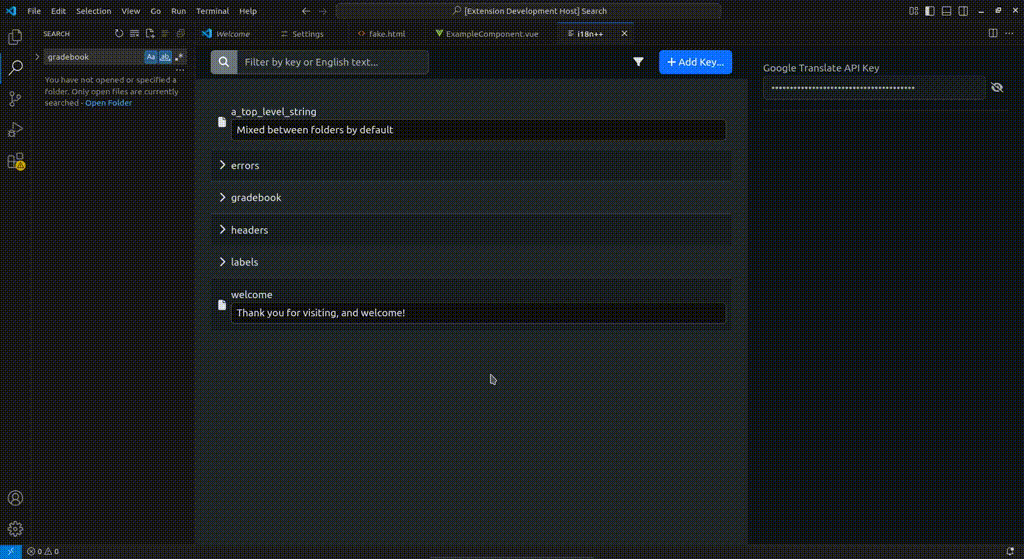 File Edit Selection View Go Run Terminal Help
[Extension Development Host] Search
SEARCH
Welcome
Settings
fake.html
ExampleComponent.vue
i18n++
gradebook
Aa
ab
You have not opened or specified a
folder. Only open files are currently
searched - Open Folder
Filter by key or English text...
+ Add Key...
Google Translate API Key
a_top_level_string
Mixed between folders by default
errors
gradebook
headers
labels
welcome
Thank you for visiting, and welcome!
0 0